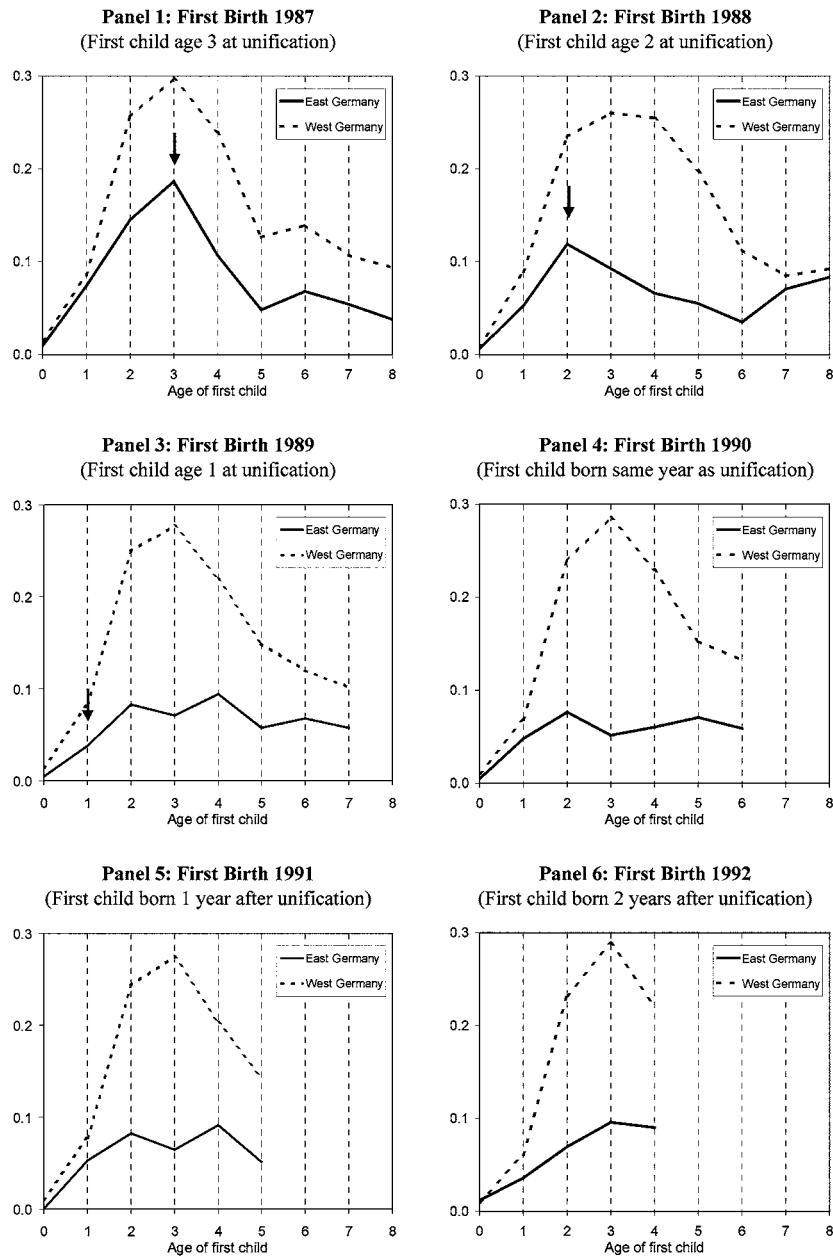 Panel 1: First Birth 1987
(First child age 3 at unification)
0.3
0.2
0.1
0.0
East Germany
West Germany
0 1 2 3 4 5 6 7 8
Age of first child
Panel 2: First Birth 1988
(First child age 2 at unification)
0.3
0.2
0.1
0.0
East Germany
West Germany
0 1 2 3 4 5 6 7 8
Age of first child
Panel 3: First Birth 1989
(First child age 1 at unification)
0.3
0.2
0.1
0.0
East Germany
West Germany
0 1 2 3 4 5 6 7 8
Age of first child
Panel 4: First Birth 1990
(First child born same year as unification)
0.3
0.2
0.1
0.0
East Germany
West Germany
0 1 2 3 4 5 6 7 8
Age of first child
Panel 5: First Birth 1991
(First child born 1 year after unification)
0.3
0.2
0.1
0.0
East Germany
West Germany
0 1 2 3 4 5 6 7 8
Age of first child
Panel 6: First Birth 1992
(First child born 2 years after unification)
0.3
0.2
0.1
0.0
East Germany
West Germany
0 1 2 3 4 5 6 7 8
Age of first child